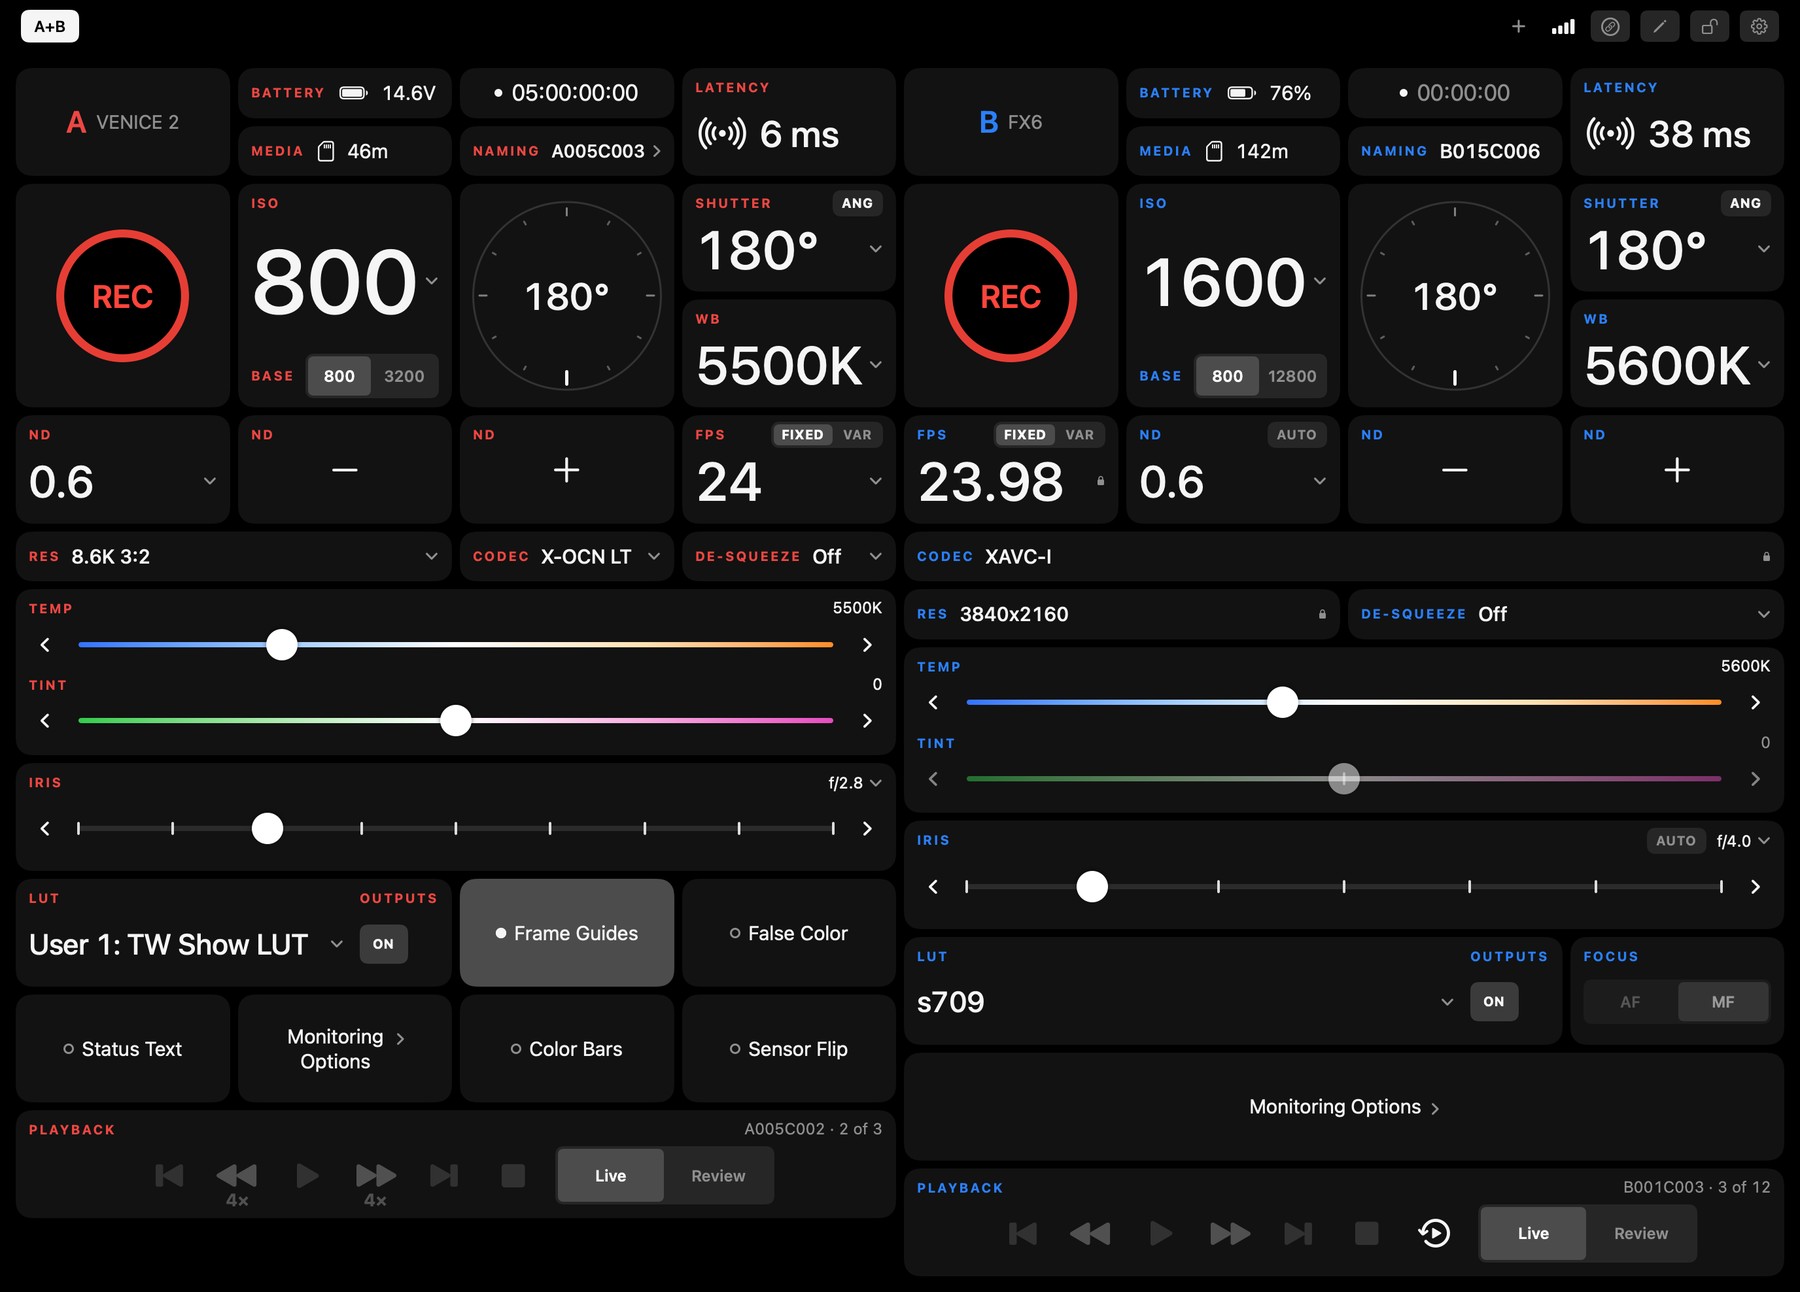 A+B
A VENICE 2
BATTERY 14.6V
05:00:00:00
LATENCY
6 ms
MEDIA 46m
NAMING A005C003
B FX6
BATTERY 76%
00:00:00
LATENCY
38 ms
MEDIA 142m
NAMING B015C006
REC
ISO
800
BASE 800 3200
180°
SHUTTER ANG
180°
WB
5500K
REC
ISO
1600
BASE 800 12800
180°
SHUTTER ANG
180°
WB
5600K
ND
0.6
ND
−
ND
+
FPS FIXED VAR
24
FPS FIXED VAR
23.98
ND AUTO
0.6
ND
−
ND
+
RES 8.6K 3:2
CODEC X-OCN LT
DE-SQUEEZE Off
CODEC XAVC-I
TEMP 5500K
TINT 0
RES 3840x2160
DE-SQUEEZE Off
TEMP 5600K
TINT 0
IRIS f/2.8
IRIS AUTO f/4.0
LUT OUTPUTS
User 1: TW Show LUT ON
Frame Guides
False Color
LUT OUTPUTS
s709 ON
FOCUS
AF MF
Status Text
Monitoring
Options
Color Bars
Sensor Flip
Monitoring Options
PLAYBACK A005C002 · 2 of 3
4× 4×
Live Review
PLAYBACK B001C003 · 3 of 12
Live Review